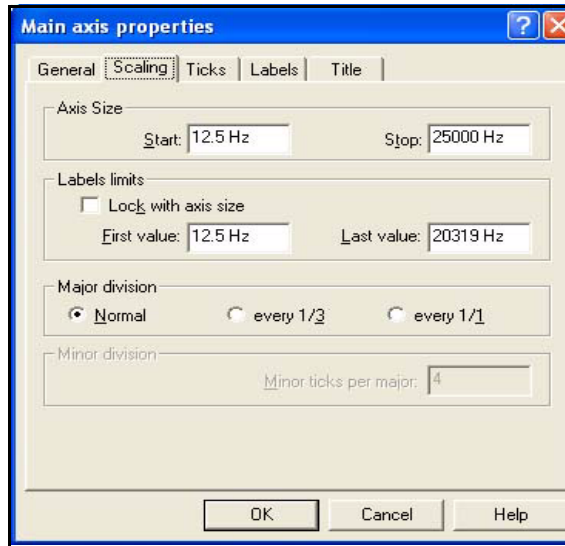 Main axis properties
General Scaling Ticks Labels Title
Axis Size
Start: 12.5 Hz Stop: 25000 Hz
Labels limits
Lock with axis size
First value: 12.5 Hz Last value: 20319 Hz
Major division
Normal every 1/3 every 1/1
Minor division
Minor ticks per major: 4
OK Cancel Help